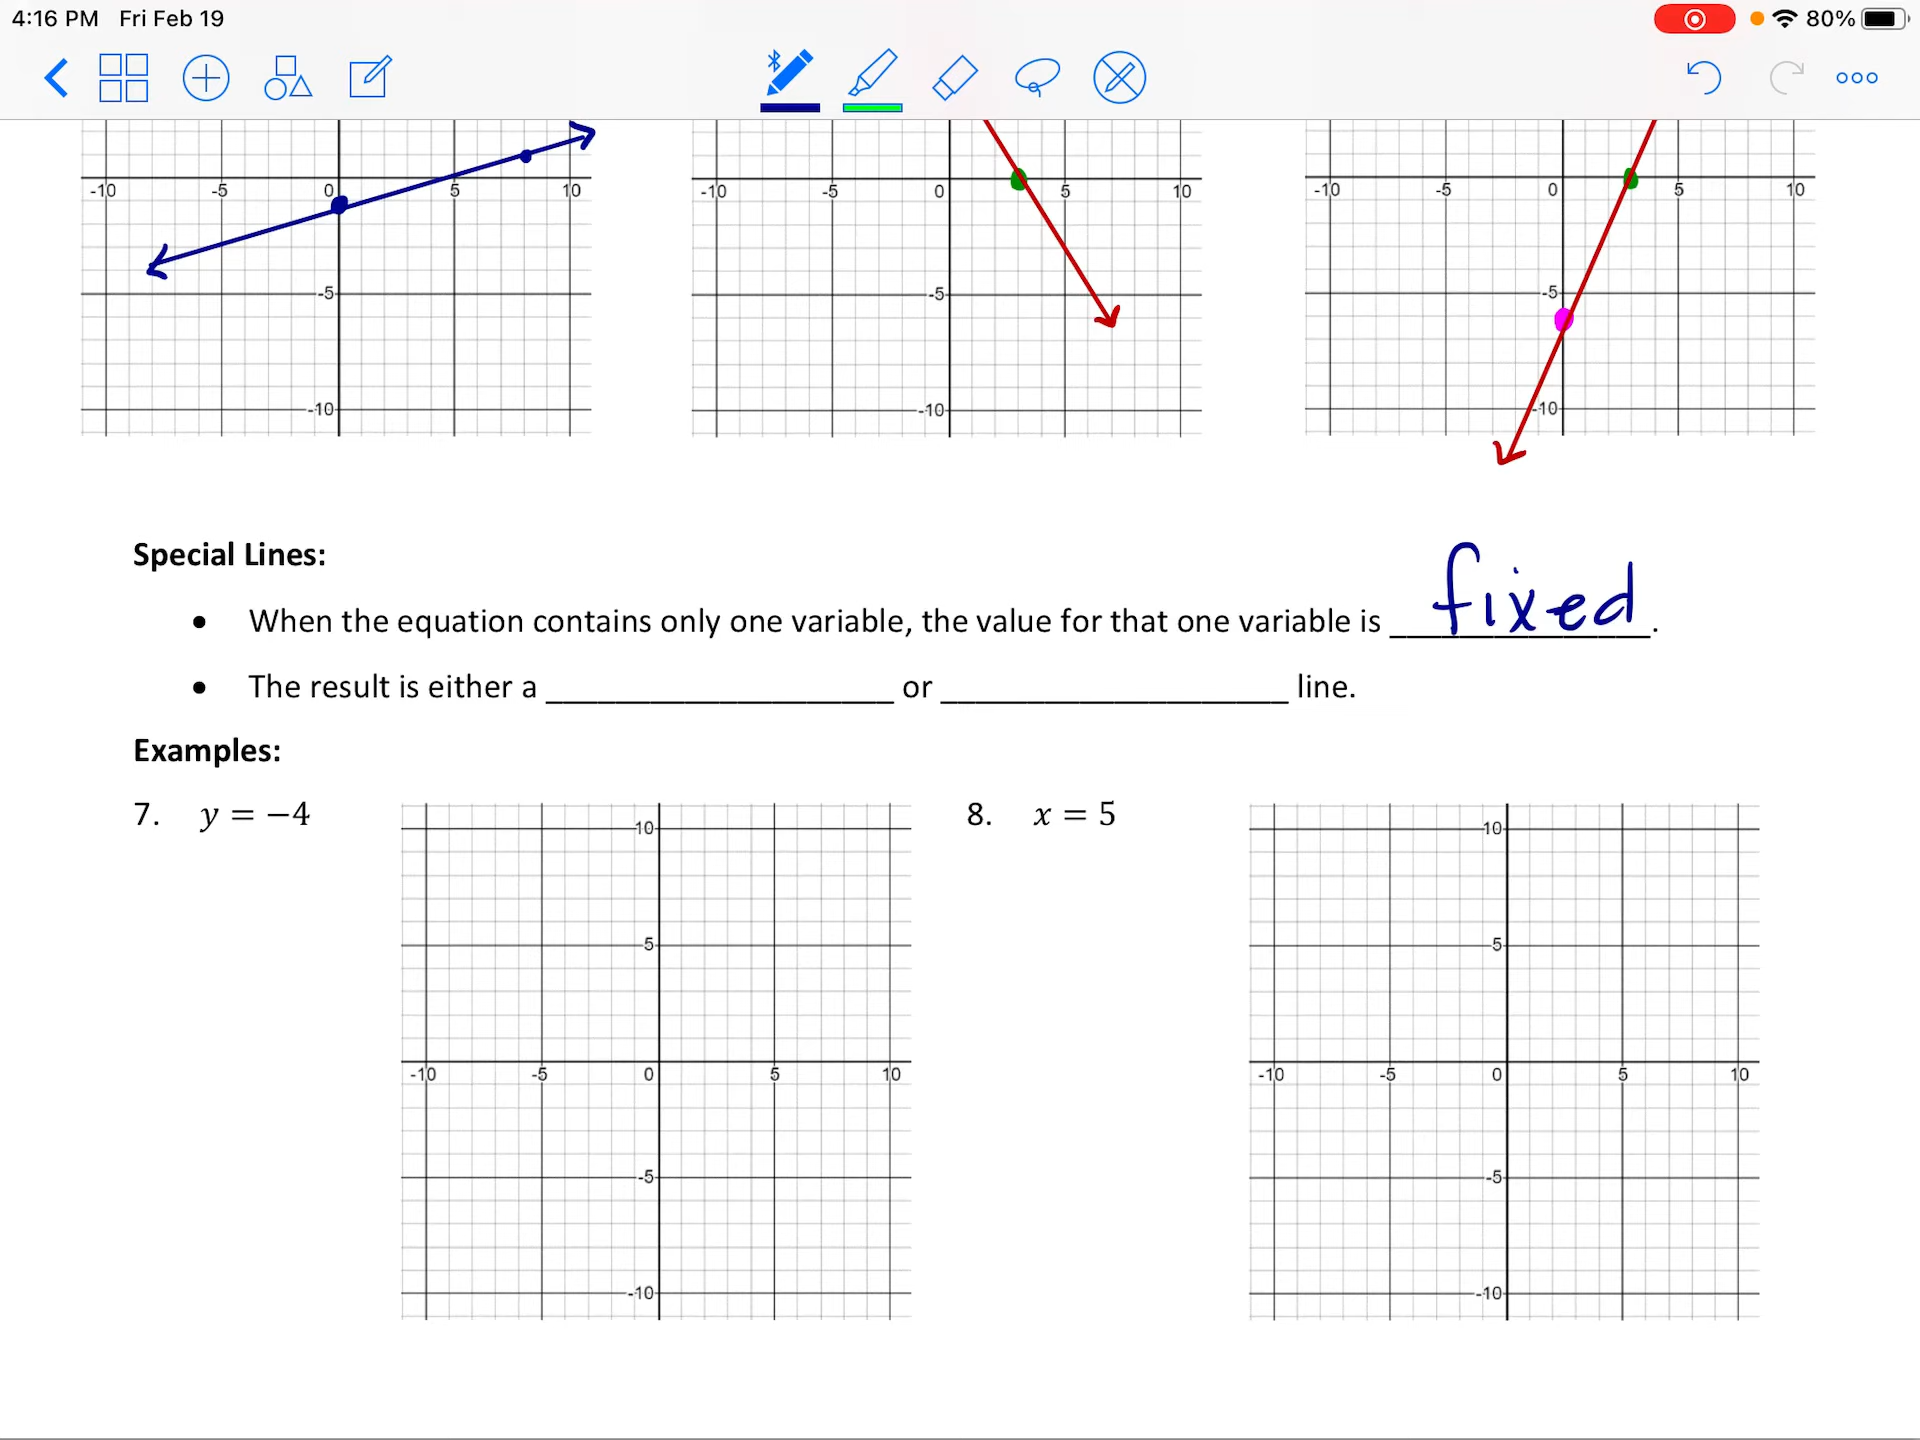 4:16 PM Fri Feb 19
80%
-10 -5 0 5 10
-5
-10
-10 -5 0 5 10
-5
-10
-10 -5 0 5 10
-5
-10
Special Lines:
• When the equation contains only one variable, the value for that one variable is fixed.
• The result is either a ____________________ or ____________________ line.
Examples:
7. y = −4
10
5
-10 -5 0 5 10
-5
-10
8. x = 5
10
5
-10 -5 0 5 10
-5
-10